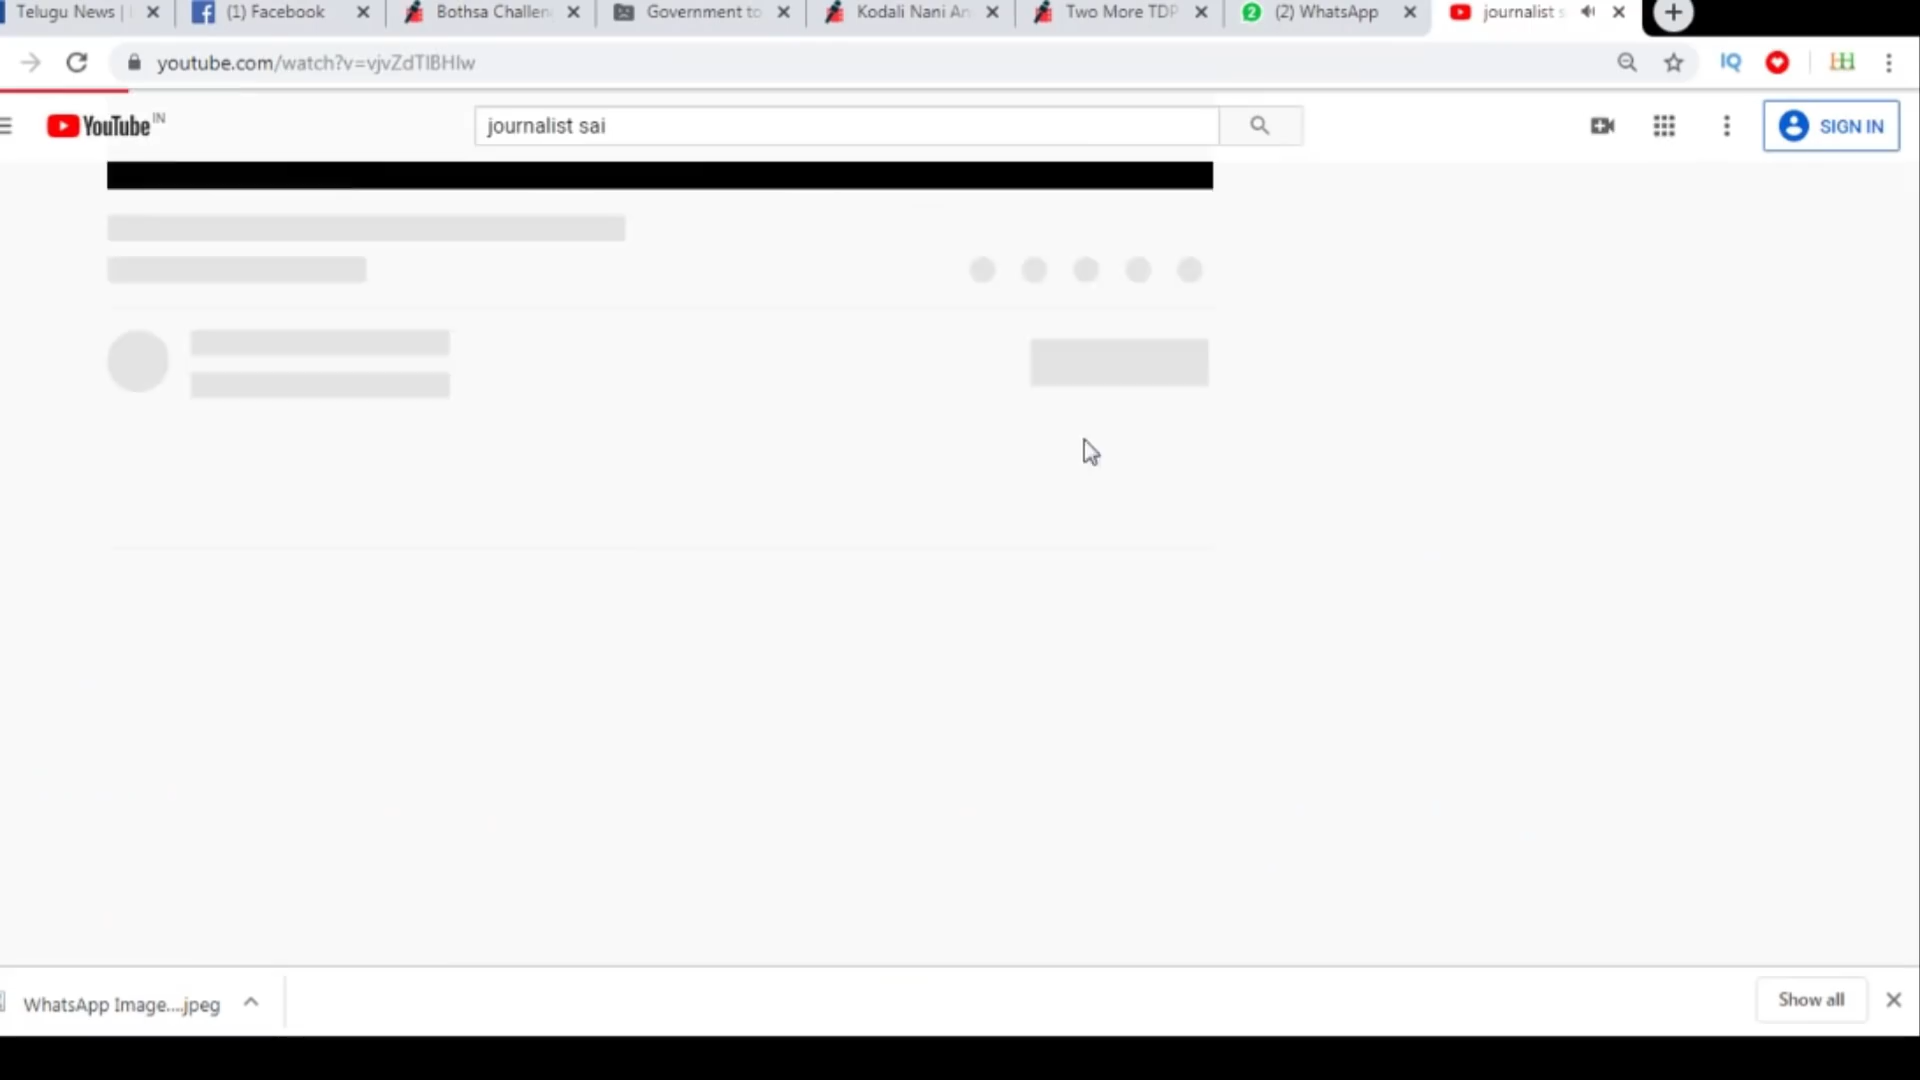 Telugu News |
(1) Facebook
Bothsa Challen
Government to
Kodali Nani An
Two More TDP
(2) WhatsApp
journalist s
youtube.com/watch?v=vjvZdTlBHIw
IQ
YouTube IN
journalist sai
SIGN IN
WhatsApp Image....jpeg
Show all